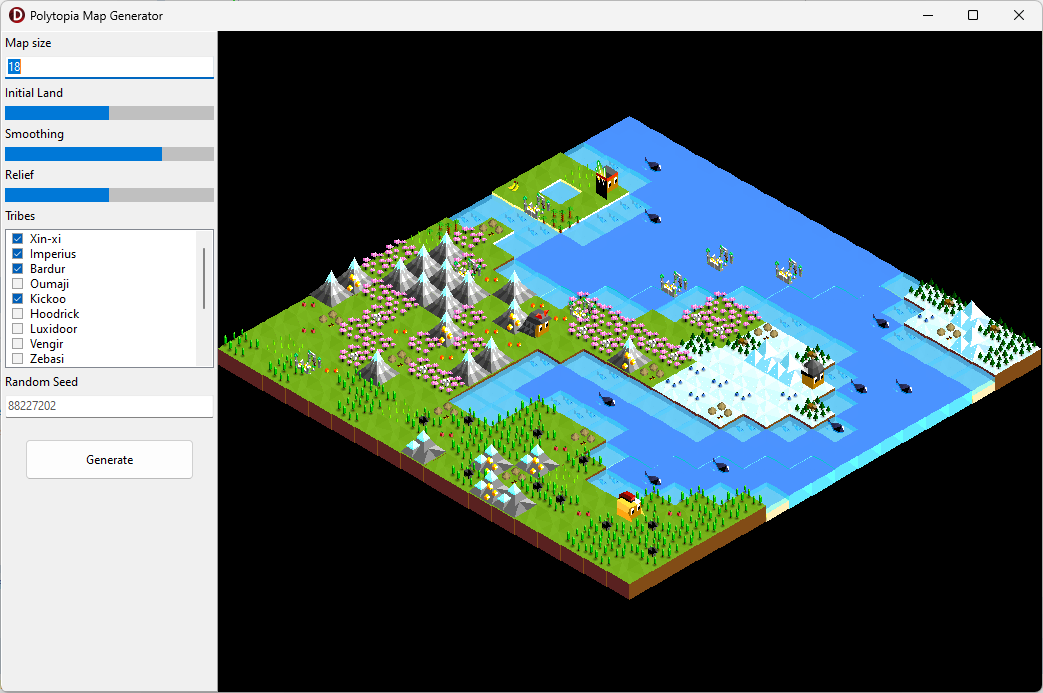 Polytopia Map Generator
Map size
18
Initial Land
Smoothing
Relief
Tribes
Xin-xi
Imperius
Bardur
Oumaji
Kickoo
Hoodrick
Luxidoor
Vengir
Zebasi
Random Seed
88227202
Generate